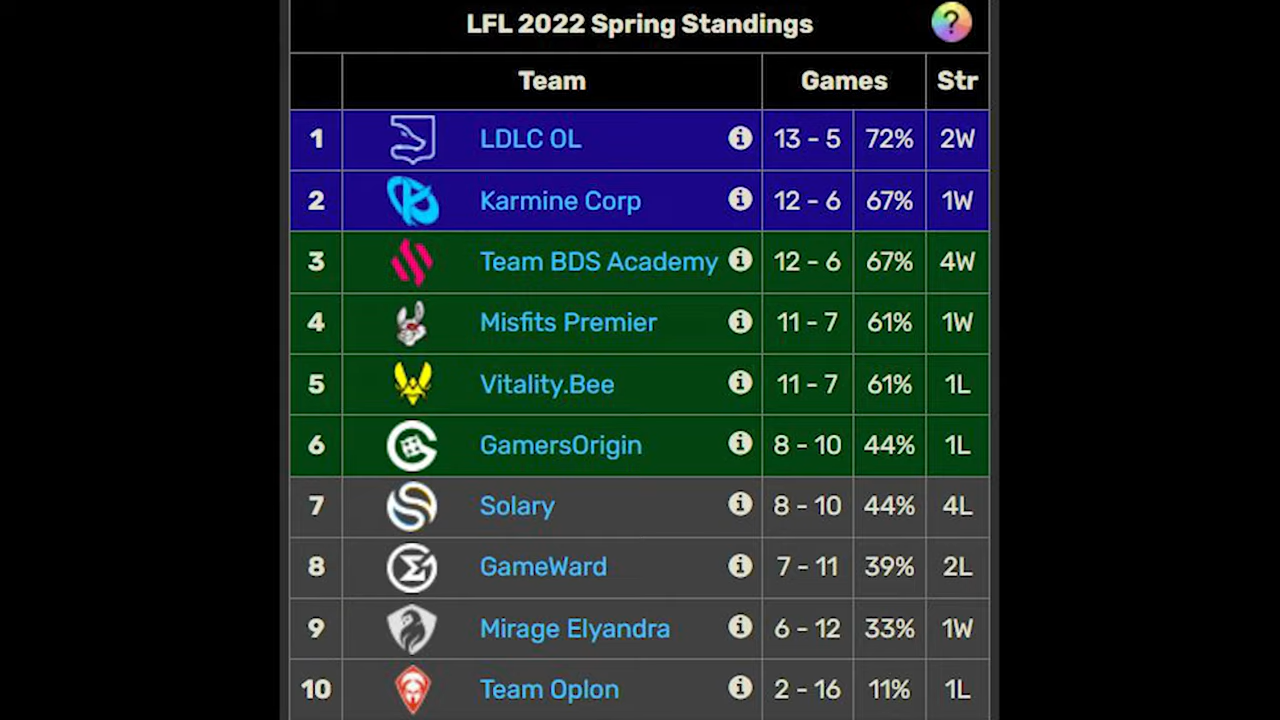 LFL 2022 Spring Standings ?
Team Games Str
1 LDLC OL i 13 - 5 72% 2W
2 Karmine Corp i 12 - 6 67% 1W
3 Team BDS Academy i 12 - 6 67% 4W
4 Misfits Premier i 11 - 7 61% 1W
5 Vitality.Bee i 11 - 7 61% 1L
6 GamersOrigin i 8 - 10 44% 1L
7 Solary i 8 - 10 44% 4L
8 GameWard i 7 - 11 39% 2L
9 Mirage Elyandra i 6 - 12 33% 1W
10 Team Oplon i 2 - 16 11% 1L